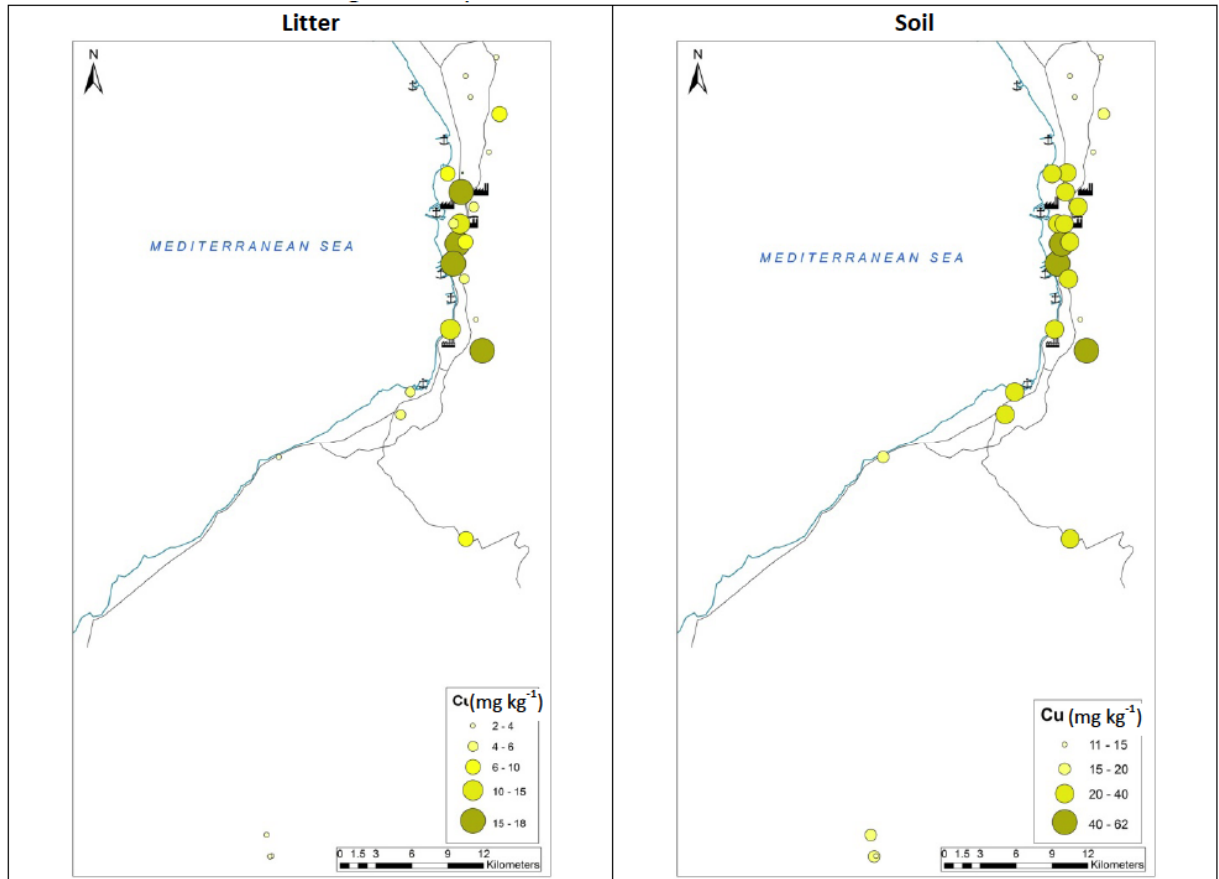 Litter
Soil
N
N
MEDITERRANEAN SEA
MEDITERRANEAN SEA
(mg kg-1)
2 - 4
4 - 6
6 - 10
10 - 15
15 - 18
0 1.5 3 6 9 12
Kilometers
Cu (mg kg-1)
11 - 15
15 - 20
20 - 40
40 - 62
0 1.5 3 6 9 12
Kilometers